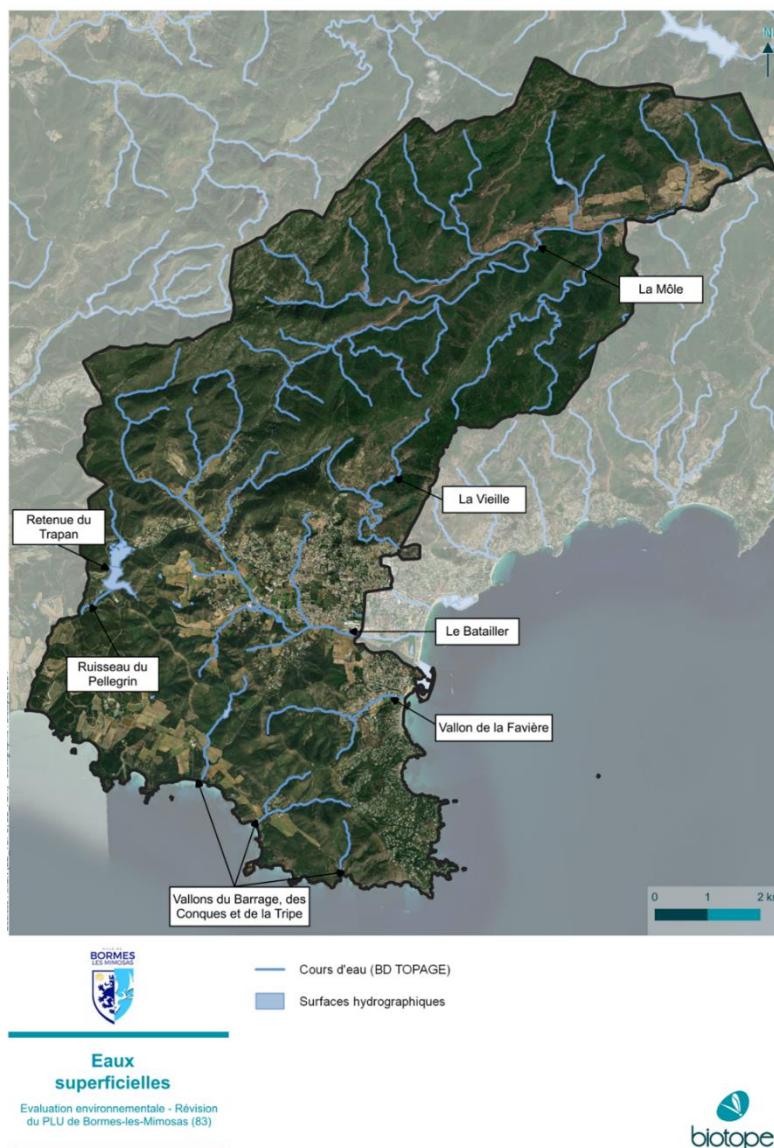 N
La Môle
La Vieille
Retenue du
Trapan
Le Batailler
Ruisseau du
Pellegrin
Vallon de la Favière
Vallons du Barrage, des
Conques et de la Tripe
0 1 2 km
VILLE DE
BORMES
LES MIMOSAS
Cours d'eau (BD TOPAGE)
Surfaces hydrographiques
Eaux
superficielles
Evaluation environnementale - Révision
du PLU de Bormes-les-Mimosas (83)
biotope